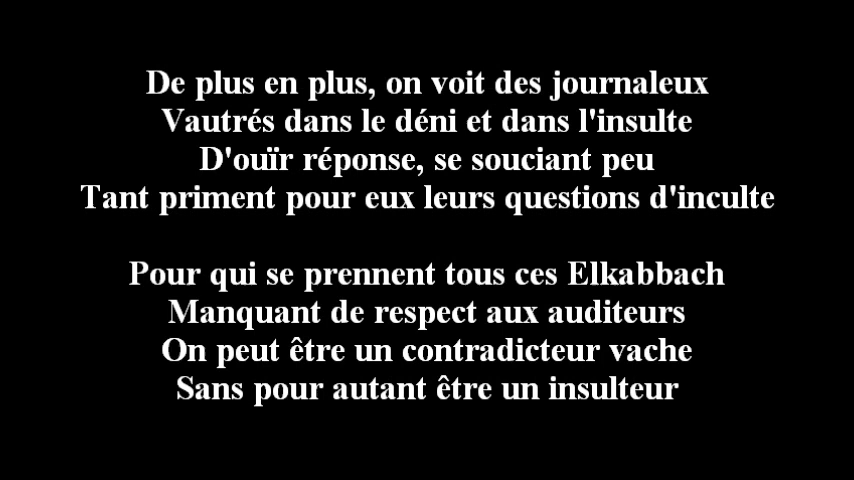 De plus en plus, on voit des journaleux
Vautrés dans le déni et dans l'insulte
D'ouïr réponse, se souciant peu
Tant priment pour eux leurs questions d'inculte
Pour qui se prennent tous ces Elkabbach
Manquant de respect aux auditeurs
On peut être un contradicteur vache
Sans pour autant être un insulteur